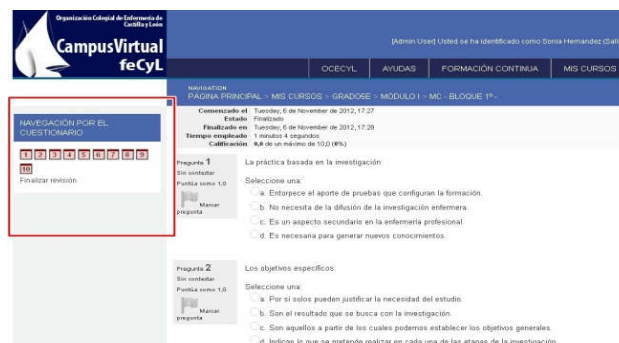 Organización Colegial de Enfermería de
Castilla y León
CampusVirtual
feCyL
[Admin User] Usted se ha identificado como Sonia Hernandez (Sali
OCECYL AYUDAS FORMACIÓN CONTINUA MIS CURSOS
NAVIGATION
PÁGINA PRINCIPAL > MIS CURSOS > GRADOSE > MODULO I > MC - BLOQUE 1º -
NAVEGACIÓN POR EL
CUESTIONARIO
1 2 3 4 5 6 7 8 9
10
Finalizar revisión
Comenzado el Tuesday, 6 de November de 2012, 17:27
Estado Finalizado
Finalizado en Tuesday, 6 de November de 2012, 17:28
Tiempo empleado 1 minutos 4 segundos
Calificación 0,0 de un máximo de 10,0 (0%)
Pregunta 1
Sin contestar
Puntúa como 1,0
Marcar
pregunta
La práctica basada en la investigación:
Seleccione una:
a. Entorpece el aporte de pruebas que configuran la formación.
b. No necesita de la difusión de la investigación enfermera.
c. Es un aspecto secundario en la enfermería profesional.
d. Es necesaria para generar nuevos conocimientos.
Pregunta 2
Sin contestar
Puntúa como 1,0
Marcar
pregunta
Los objetivos específicos:
Seleccione una:
a. Por sí solos pueden justificar la necesidad del estudio.
b. Son el resultado que se busca con la investigación.
c. Son aquellos a partir de los cuales podemos establecer los objetivos generales.
d. Indican lo que se pretende realizar en cada una de las etapas de la investigación.